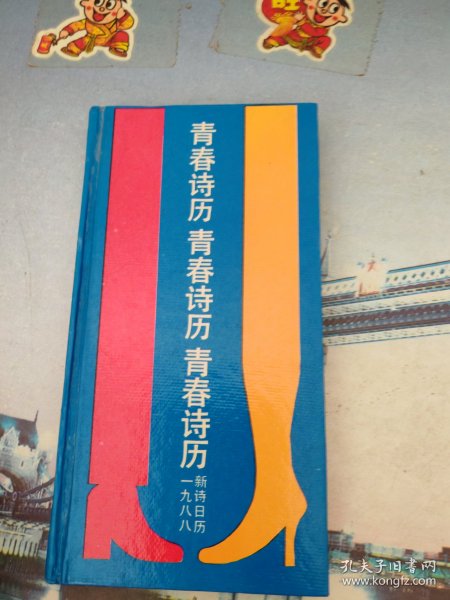 青春诗历 青春诗历 青春诗历
新诗日历
一九八八
旺
孔夫子旧书网
www.kongfz.com